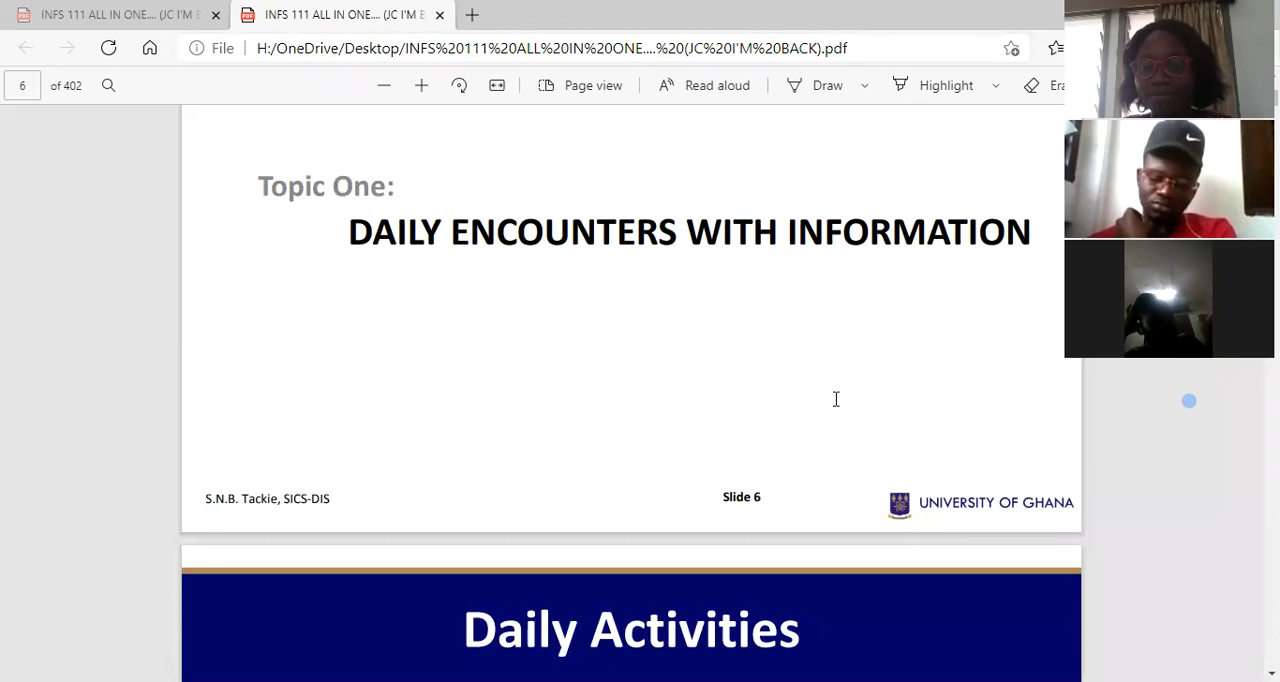 INFS 111 ALL IN ONE.... (JC I'M B
INFS 111 ALL IN ONE.... (JC I'M B
File
H:/OneDrive/Desktop/INFS%20111%20ALL%20IN%20ONE....%20(JC%20I'M%20BACK).pdf
6 of 402
Page view
Read aloud
Draw
Highlight
Era
Topic One:
DAILY ENCOUNTERS WITH INFORMATION
S.N.B. Tackie, SICS-DIS
Slide 6
UNIVERSITY OF GHANA
Daily Activities